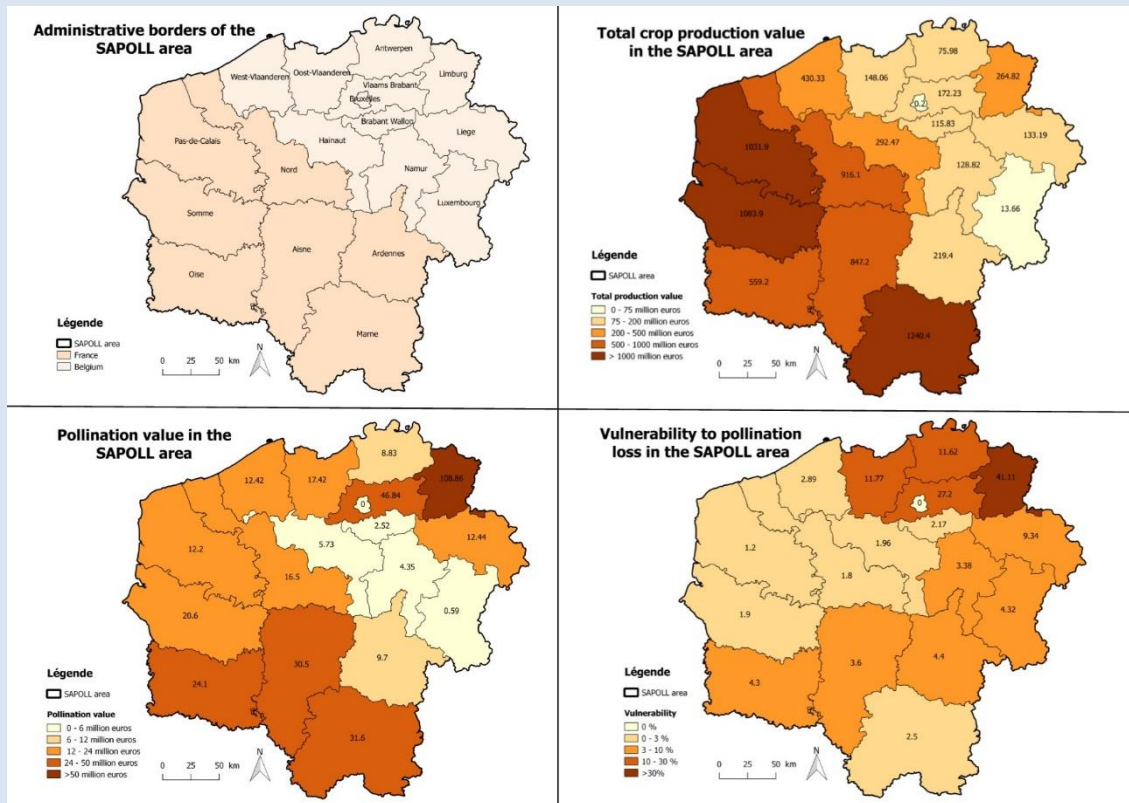 Administrative borders of the
SAPOLL area
Antwerpen
West-Vlaanderen
Oost-Vlaanderen
Limburg
Vlaams Brabant
Bruxelles
Brabant Wallon
Pas-de-Calais
Hainaut
Liege
Nord
Namur
Luxembourg
Somme
Aisne
Ardennes
Oise
Marne
Légende
SAPOLL area
France
Belgium
0 25 50 km
N
Total crop production value
in the SAPOLL area
75.98
430.33
148.06
264.82
172.23
0.2
115.83
133.19
1031.9
292.47
916.1
128.82
13.66
1003.9
847.2
219.4
559.2
1240.4
Légende
SAPOLL area
Total production value
0 - 75 million euros
75 - 200 million euros
200 - 500 million euros
500 - 1000 million euros
> 1000 million euros
0 25 50 km
N
Pollination value in the
SAPOLL area
8.83
12.42
17.42
108.86
46.84
0
2.52
12.44
12.2
5.73
4.35
16.5
0.59
20.6
30.5
9.7
24.1
31.6
Légende
SAPOLL area
Pollination value
0 - 6 million euros
6 - 12 million euros
12 - 24 million euros
24 - 50 million euros
>50 million euros
0 25 50 km
N
Vulnerability to pollination
loss in the SAPOLL area
11.62
2.89
11.77
41.11
27.2
0
2.17
9.34
1.2
1.96
3.38
1.8
4.32
1.9
3.6
4.4
4.3
2.5
Légende
SAPOLL area
Vulnerability
0 %
0 - 3 %
3 - 10 %
10 - 30 %
>30%
0 25 50 km
N